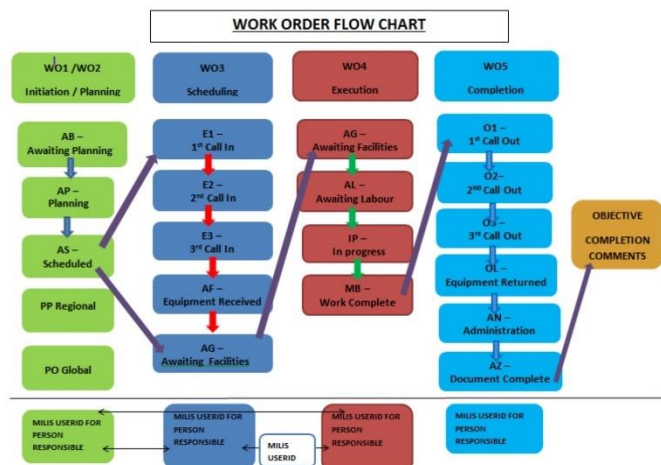 WORK ORDER FLOW CHART
WO1 /WO2
Initiation / Planning
WO3
Scheduling
WO4
Execution
WO5
Completion
AB –
Awaiting Planning
AP –
Planning
AS –
Scheduled
PP Regional
PO Global
E1 –
1st Call In
E2 –
2nd Call In
E3 –
3rd Call In
AF –
Equipment Received
AG –
Awaiting Facilities
AG –
Awaiting Facilities
AL –
Awaiting Labour
IP –
In progress
MB –
Work Complete
O1 –
1st Call Out
O2 –
2ND Call Out
O3 –
3rd Call Out
OL –
Equipment Returned
AN –
Administration
AZ –
Document Complete
OBJECTIVE
COMPLETION
COMMENTS
MILIS USERID FOR
PERSON
RESPONSIBLE
MILIS USERID FOR
PERSON
RESPONSIBLE
MILIS
USERID
MILIS USERID FOR
PERSON
RESPONSIBLE
MILIS USERID FOR
PERSON
RESPONSIBLE